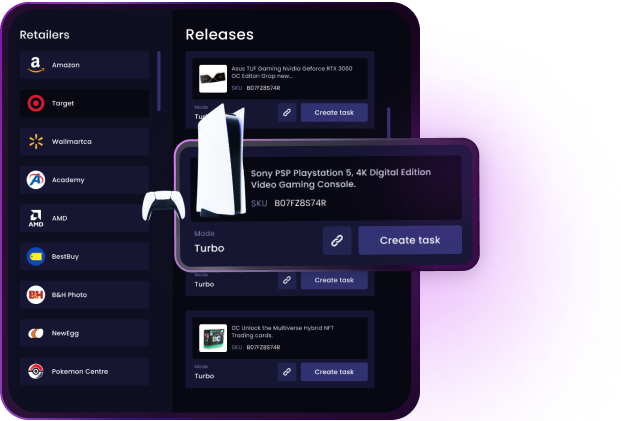 Retailers
Amazon
Target
Wallmartca
Academy
AMD
AMD
BestBuy
BH
B&H Photo
NewEgg
Pokemon Centre
Releases
Asus TUF Gaming Nvidia Geforce RTX 3060
OC Editon Grop new...
SKU B07FZ8S74R
Mode
Create task
Sony PSP Playstation 5, 4K Digital Edition
Video Gaming Console.
SKU B07FZ8S74R
Mode
Turbo
Create task
Mode
Turbo
Create task
DC Unlock the Multiverse Hybrid NFT
Trading cards.
SKU B07FZ8S74R
Mode
Turbo
Create task